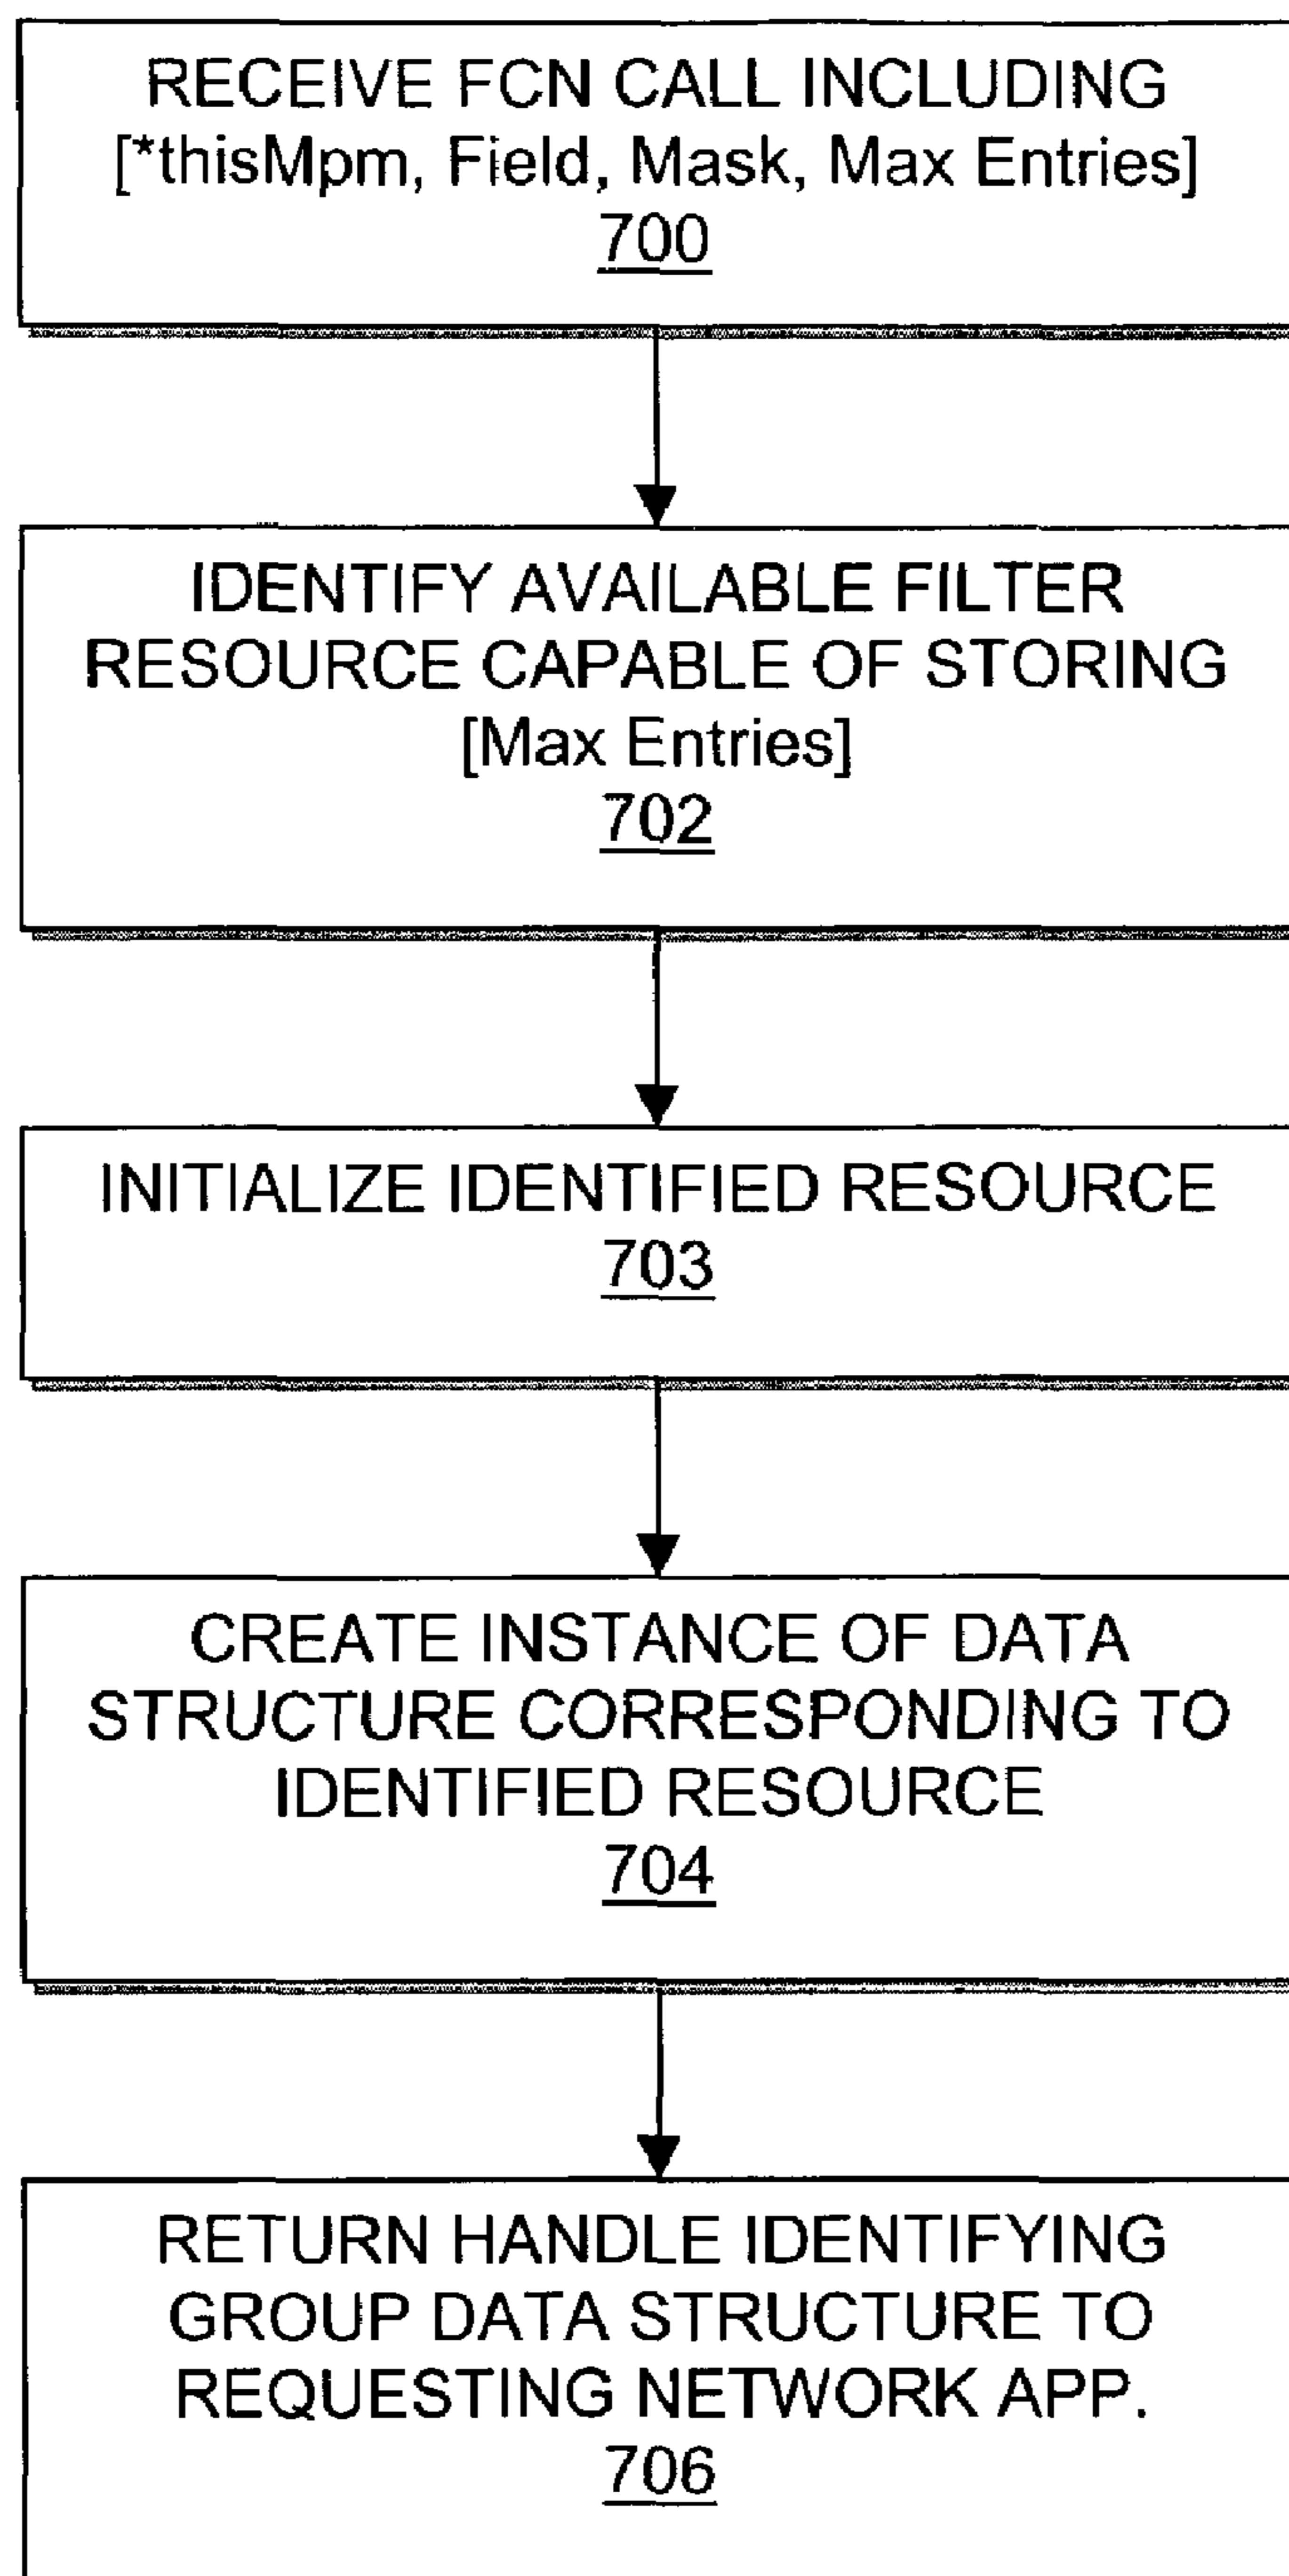 RECEIVE FCN CALL INCLUDING
[*thisMpm, Field, Mask, Max Entries]
700
IDENTIFY AVAILABLE FILTER
RESOURCE CAPABLE OF STORING
[Max Entries]
702
INITIALIZE IDENTIFIED RESOURCE
703
CREATE INSTANCE OF DATA
STRUCTURE CORRESPONDING TO
IDENTIFIED RESOURCE
704
RETURN HANDLE IDENTIFYING
GROUP DATA STRUCTURE TO
REQUESTING NETWORK APP.
706